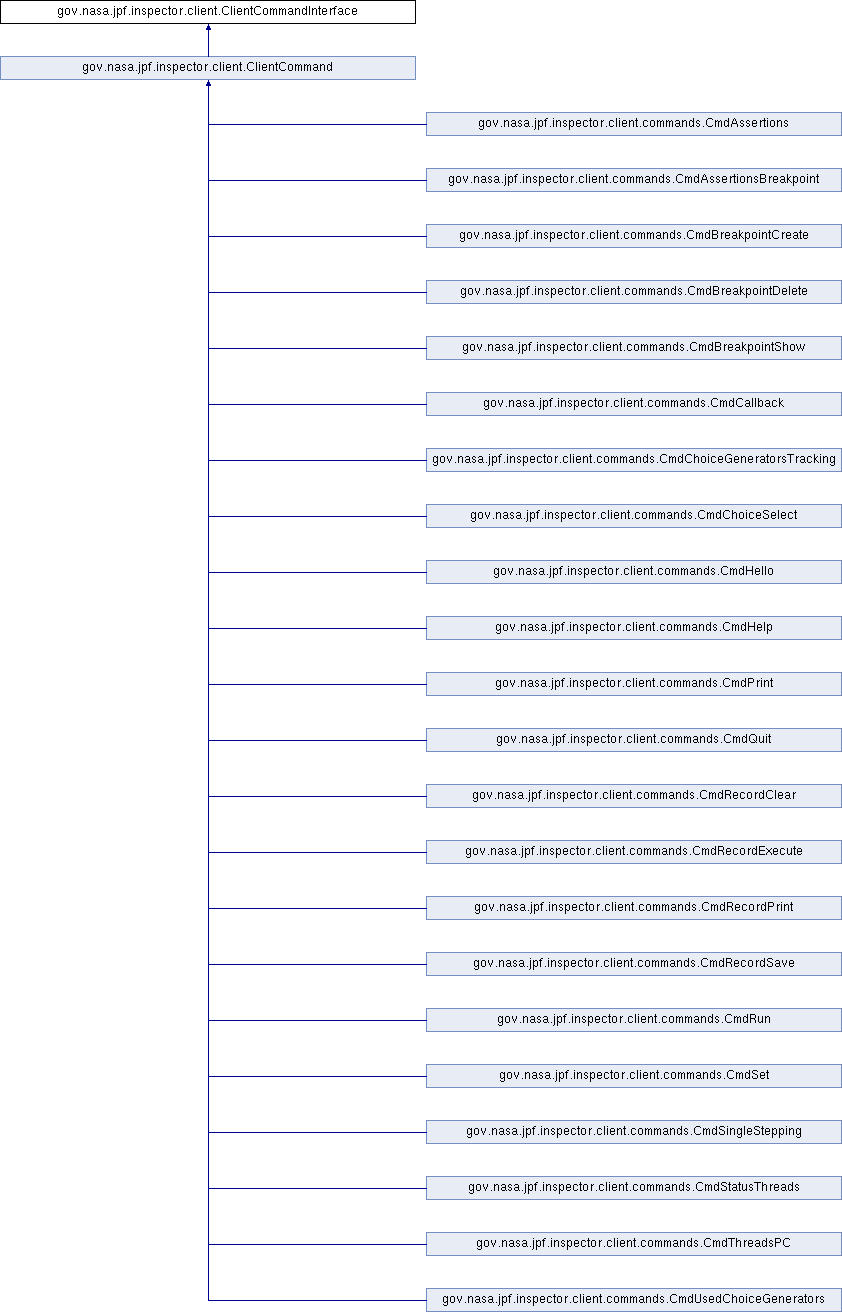 gov.nasa.jpf.inspector.client.ClientCommandInterface
gov.nasa.jpf.inspector.client.ClientCommand
gov.nasa.jpf.inspector.client.commands.CmdAssertions
gov.nasa.jpf.inspector.client.commands.CmdAssertionsBreakpoint
gov.nasa.jpf.inspector.client.commands.CmdBreakpointCreate
gov.nasa.jpf.inspector.client.commands.CmdBreakpointDelete
gov.nasa.jpf.inspector.client.commands.CmdBreakpointShow
gov.nasa.jpf.inspector.client.commands.CmdCallback
gov.nasa.jpf.inspector.client.commands.CmdChoiceGeneratorsTracking
gov.nasa.jpf.inspector.client.commands.CmdChoiceSelect
gov.nasa.jpf.inspector.client.commands.CmdHello
gov.nasa.jpf.inspector.client.commands.CmdHelp
gov.nasa.jpf.inspector.client.commands.CmdPrint
gov.nasa.jpf.inspector.client.commands.CmdQuit
gov.nasa.jpf.inspector.client.commands.CmdRecordClear
gov.nasa.jpf.inspector.client.commands.CmdRecordExecute
gov.nasa.jpf.inspector.client.commands.CmdRecordPrint
gov.nasa.jpf.inspector.client.commands.CmdRecordSave
gov.nasa.jpf.inspector.client.commands.CmdRun
gov.nasa.jpf.inspector.client.commands.CmdSet
gov.nasa.jpf.inspector.client.commands.CmdSingleStepping
gov.nasa.jpf.inspector.client.commands.CmdStatusThreads
gov.nasa.jpf.inspector.client.commands.CmdThreadsPC
gov.nasa.jpf.inspector.client.commands.CmdUsedChoiceGenerators